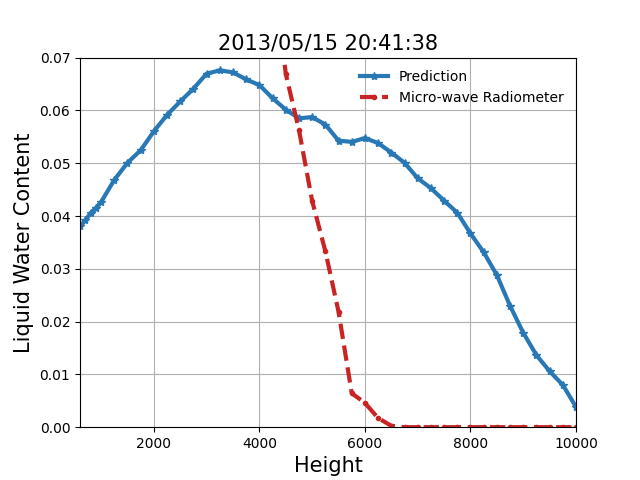 2013/05/15 20:41:38
0.07
0.06
0.05
0.04
0.03
0.02
0.01
0.00
Liquid Water Content
Prediction
Micro-wave Radiometer
2000 4000 6000 8000 10000
Height